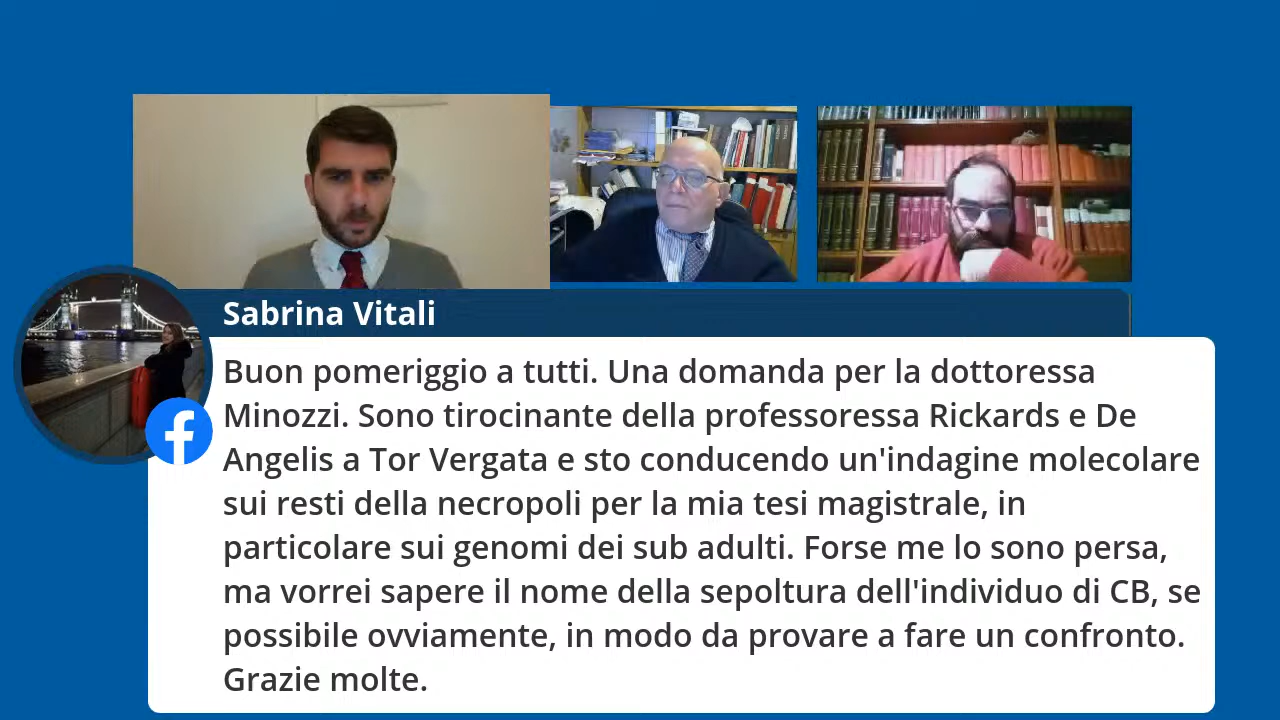 Sabrina Vitali
Buon pomeriggio a tutti. Una domanda per la dottoressa
Minozzi. Sono tirocinante della professoressa Rickards e De
Angelis a Tor Vergata e sto conducendo un'indagine molecolare
sui resti della necropoli per la mia tesi magistrale, in
particolare sui genomi dei sub adulti. Forse me lo sono persa,
ma vorrei sapere il nome della sepoltura dell'individuo di CB, se
possibile ovviamente, in modo da provare a fare un confronto.
Grazie molte.